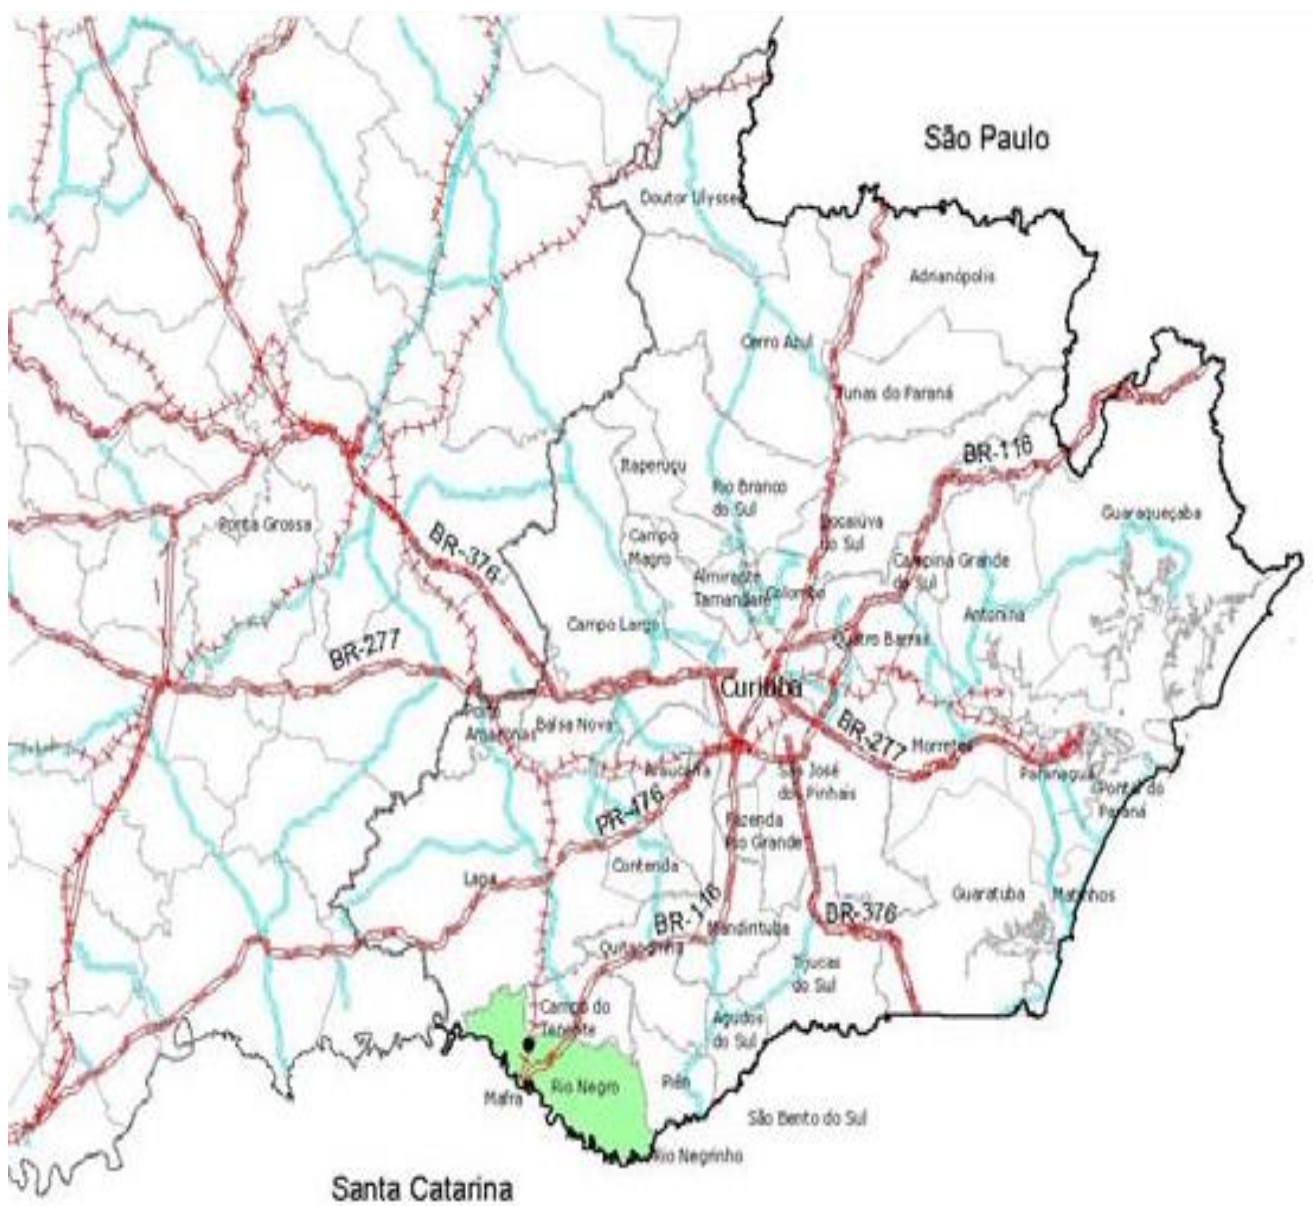 São Paulo
Doutor Ulysse
Adrianópolis
Cerro Azul
Tunas do Paraná
BR-116
Itaperuçu
Rio Branco
do Sul
Guaraqueçaba
Ponta Grossa
BR-376
Campo
Magro
Bocaiúva
do Sul
Campina Grande
do Sul
Almirante
Tamandaré
Colombo
Antonina
Campo Largo
Quatro Barras
BR-277
Curitiba
Porto
Amazonas
Balsa Nova
BR-277
Morretes
Araucária
São José
dos Pinhais
Paranaguá
Pontal do
Paraná
PR-476
Fazenda
Rio Grande
Contenda
Lapa
Guaratuba
Matinhos
BR-116
BR-376
Mandirituba
Quitandinha
Tijucas
do Sul
Campo do
Tenente
Agudos
do Sul
Rio Negro
Piên
Mafra
São Bento do Sul
Rio Negrinho
Santa Catarina